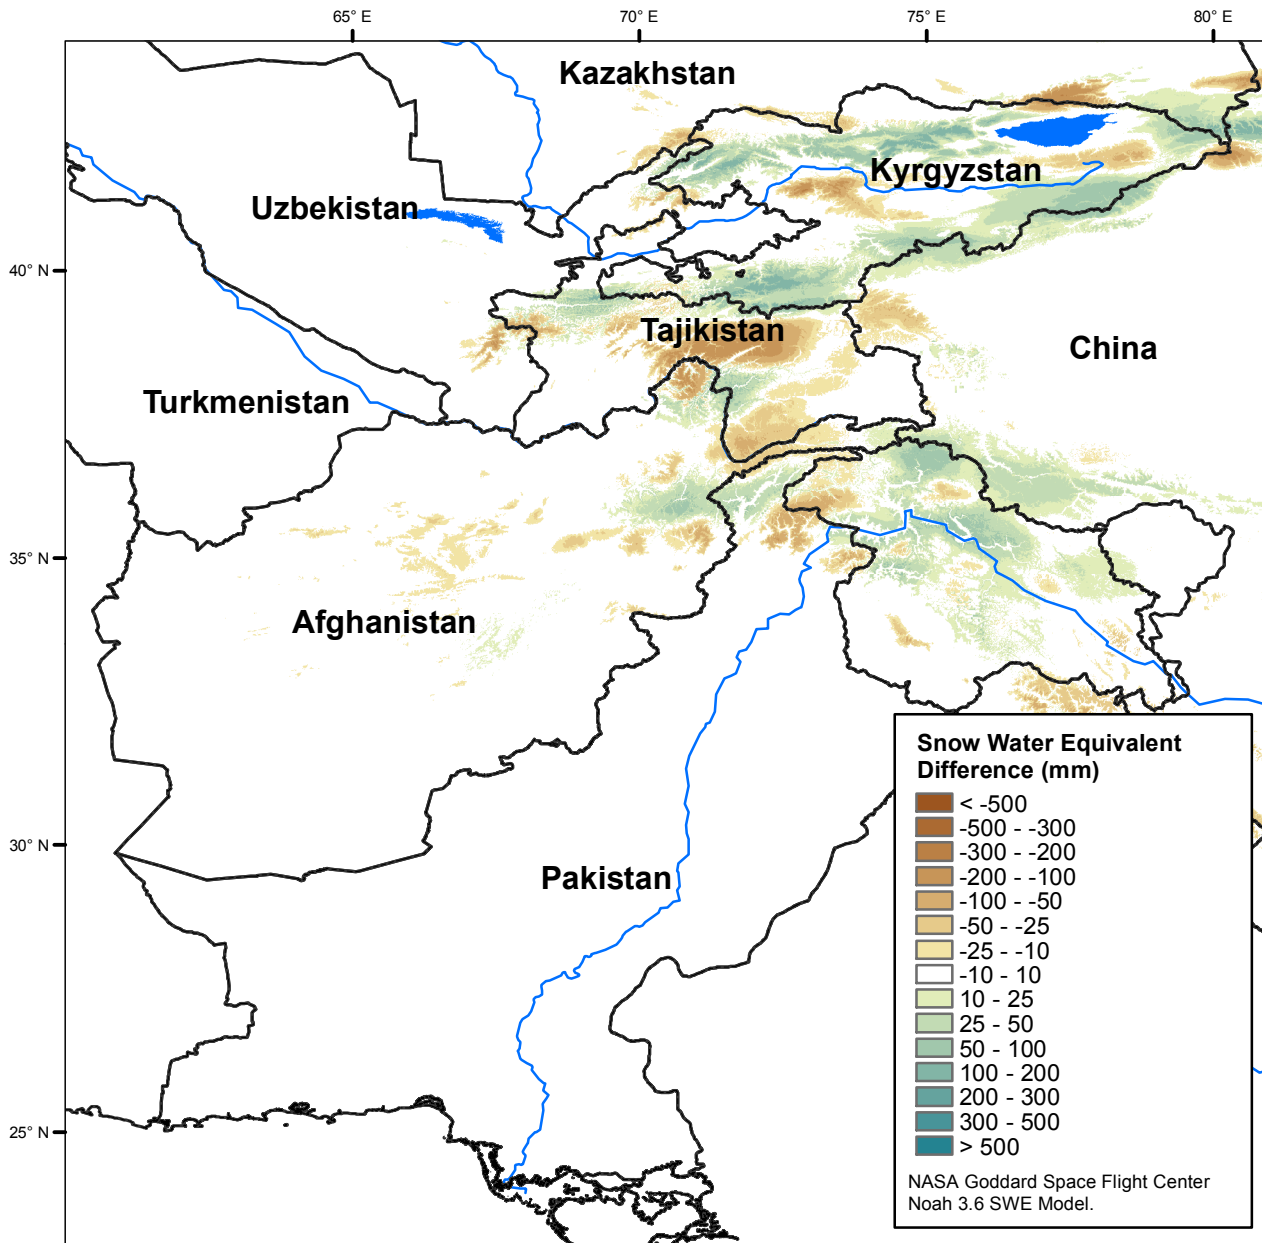 65° E
70° E
75° E
80° E
Kazakhstan
Kyrgyzstan
Uzbekistan
40° N
Tajikistan
China
Turkmenistan
35° N
Afghanistan
30° N
Pakistan
25° N
Snow Water Equivalent
Difference (mm)
< -500
-500 - -300
-300 - -200
-200 - -100
-100 - -50
-50 - -25
-25 - -10
-10 - 10
10 - 25
25 - 50
50 - 100
100 - 200
200 - 300
300 - 500
> 500
NASA Goddard Space Flight Center
Noah 3.6 SWE Model.